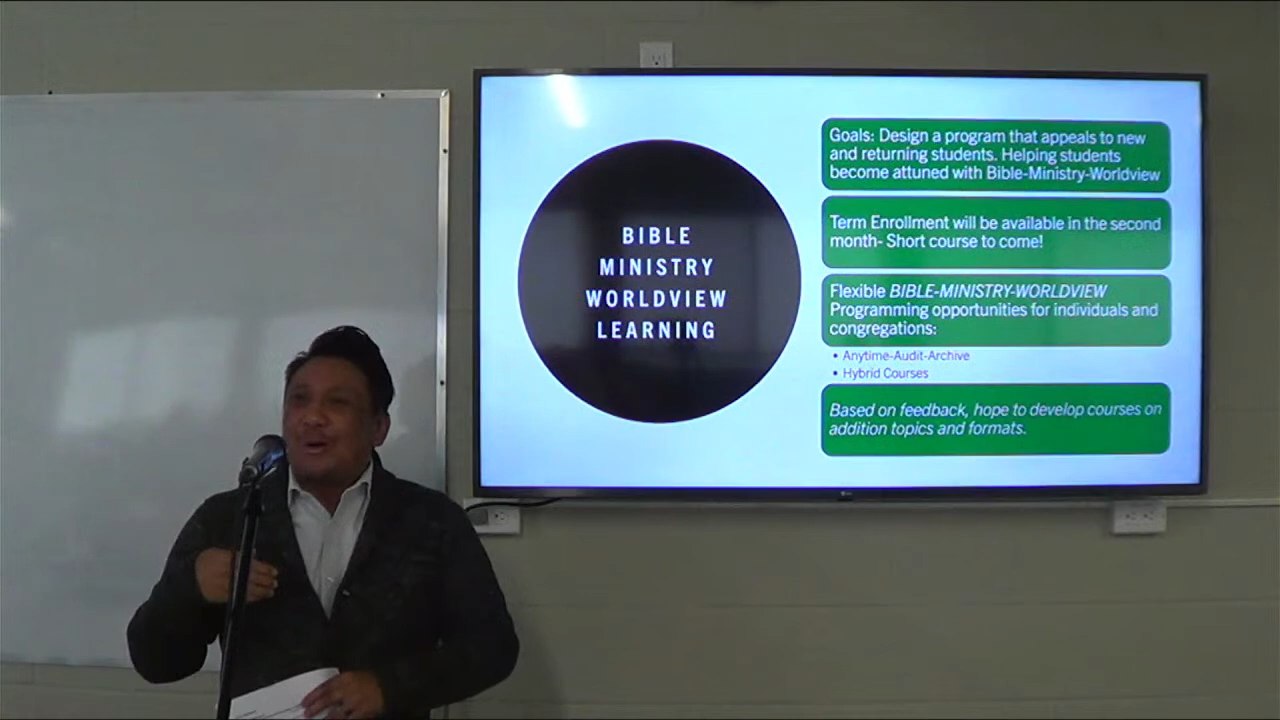 BIBLE
MINISTRY
WORLDVIEW
LEARNING
Goals: Design a program that appeals to new
and returning students. Helping students
become attuned with Bible-Ministry-Worldview
Term Enrollment will be available in the second
month- Short course to come!
Flexible BIBLE-MINISTRY-WORLDVIEW
Programming opportunities for individuals and
congregations:
• Anytime-Audit-Archive
• Hybrid Courses
Based on feedback, hope to develop courses on
addition topics and formats.